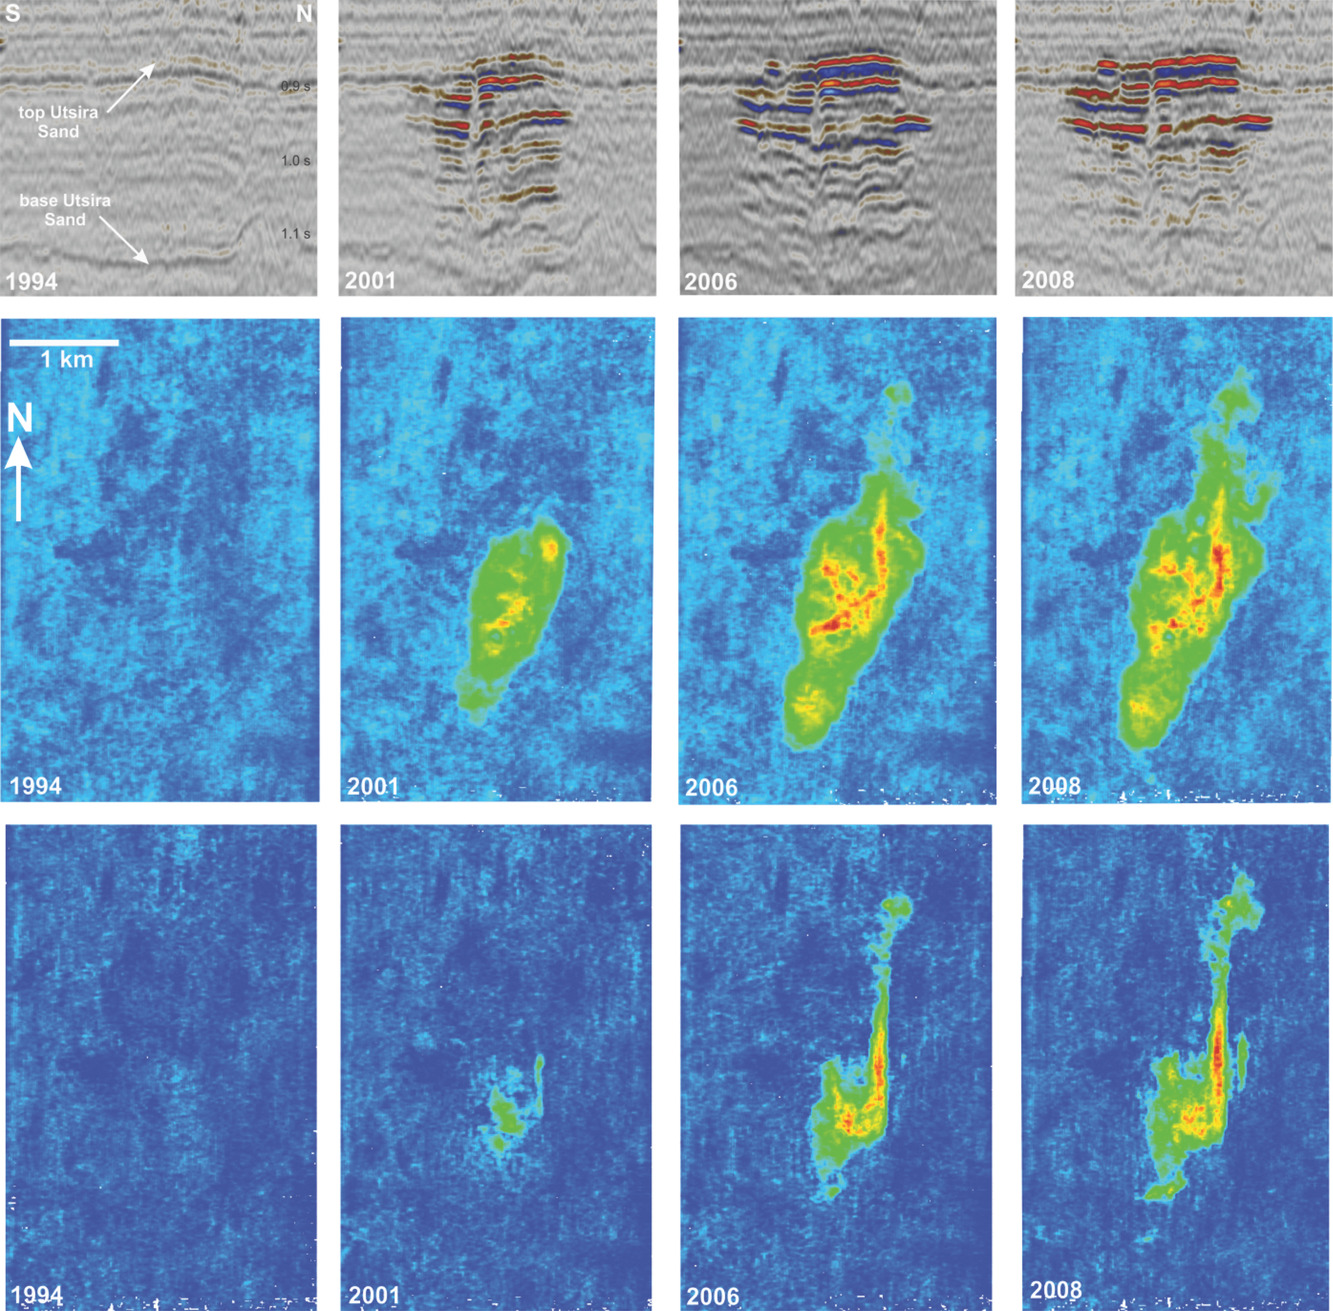 S
N
top Utsira
Sand
0.9 s
1.0 s
base Utsira
Sand
1.1 s
1994
2001
2006
2008
1 km
N
1994
2001
2006
2008
1994
2001
2006
2008